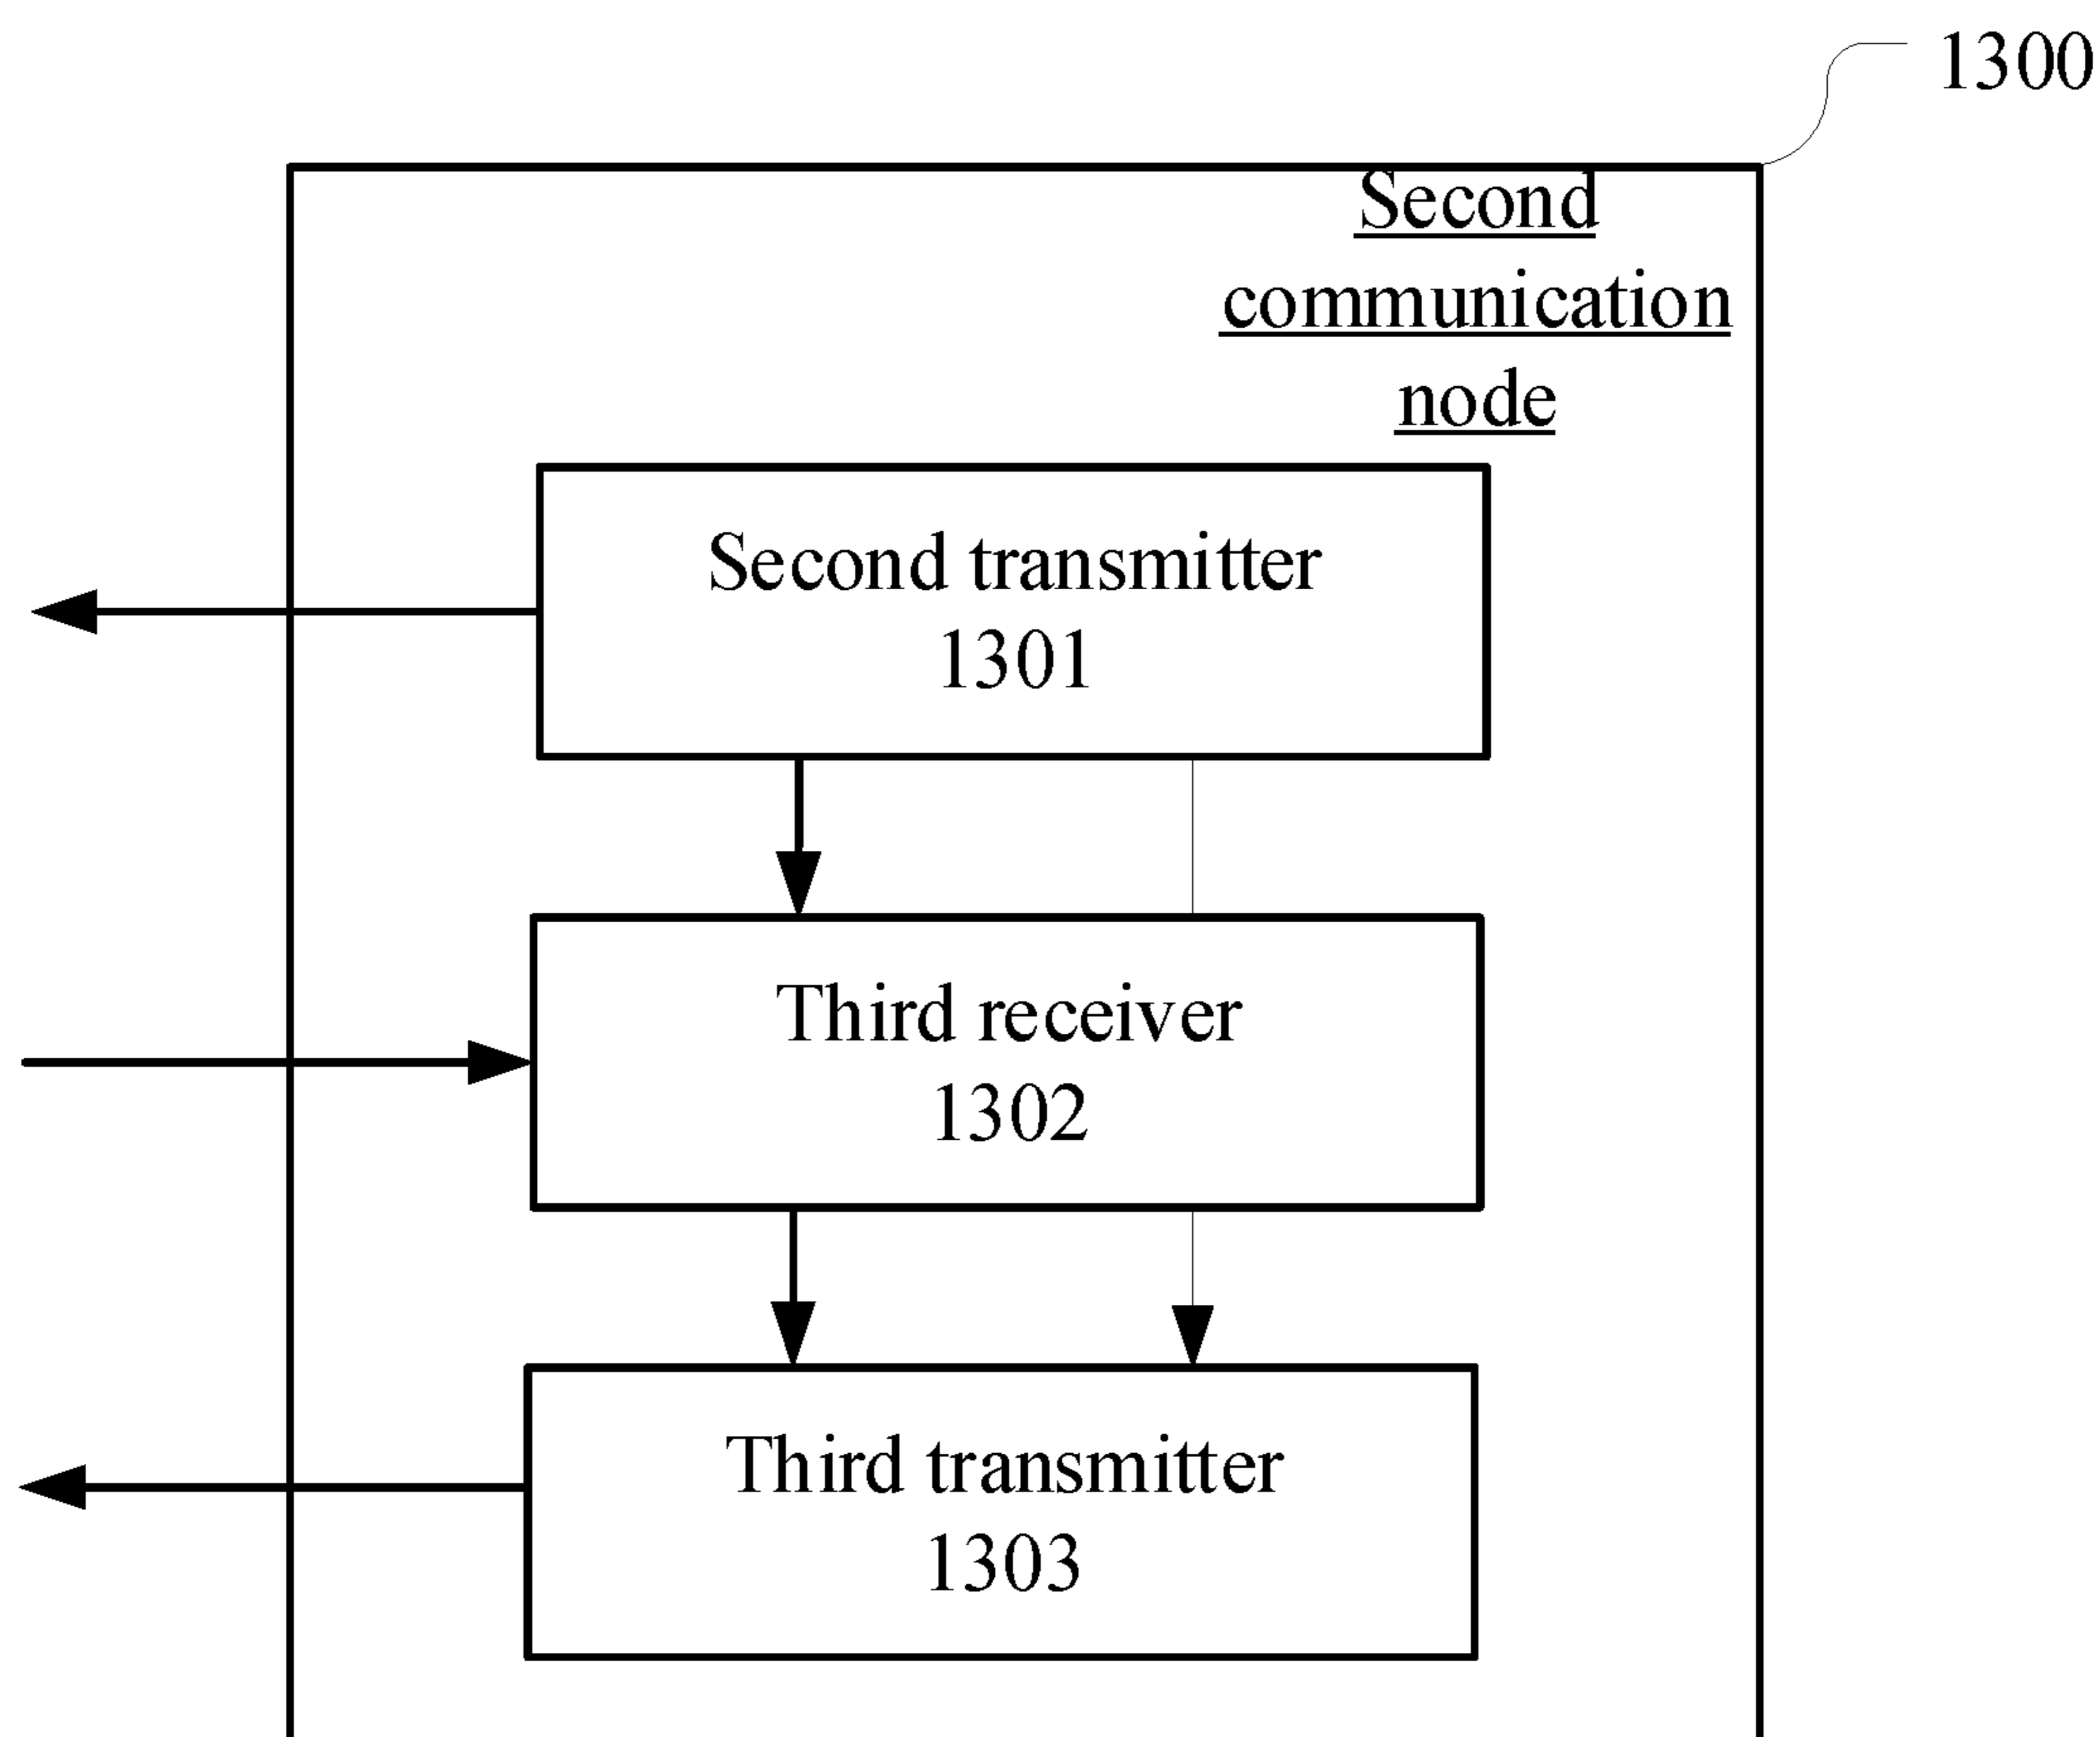 1300
Second
communication
node
Second transmitter
1301
Third receiver
1302
Third transmitter
1303